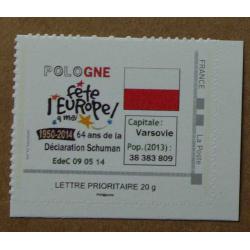 POLOGNE
fête
l'EUROPE!
9 mai
1950-2014 64 ans de la
Déclaration Schuman
EdeC 09 05 14
Capitale :
Varsovie
Pop. (2013) :
38 383 809
FRANCE
La Poste
LETTRE PRIORITAIRE 20 g